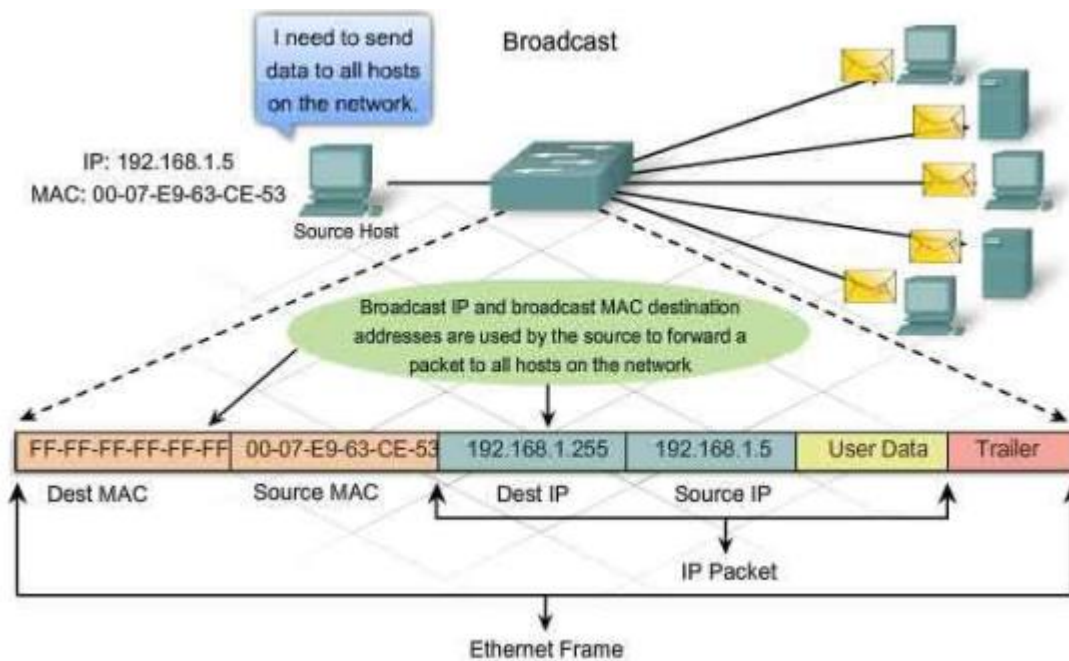 I need to send
data to all hosts
on the network.
Broadcast
IP: 192.168.1.5
MAC: 00-07-E9-63-CE-53
Source Host
Broadcast IP and broadcast MAC destination
addresses are used by the source to forward a
packet to all hosts on the network
FF-FF-FF-FF-FF-FF 00-07-E9-63-CE-53 192.168.1.255 192.168.1.5 User Data Trailer
Dest MAC Source MAC Dest IP Source IP
IP Packet
Ethernet Frame